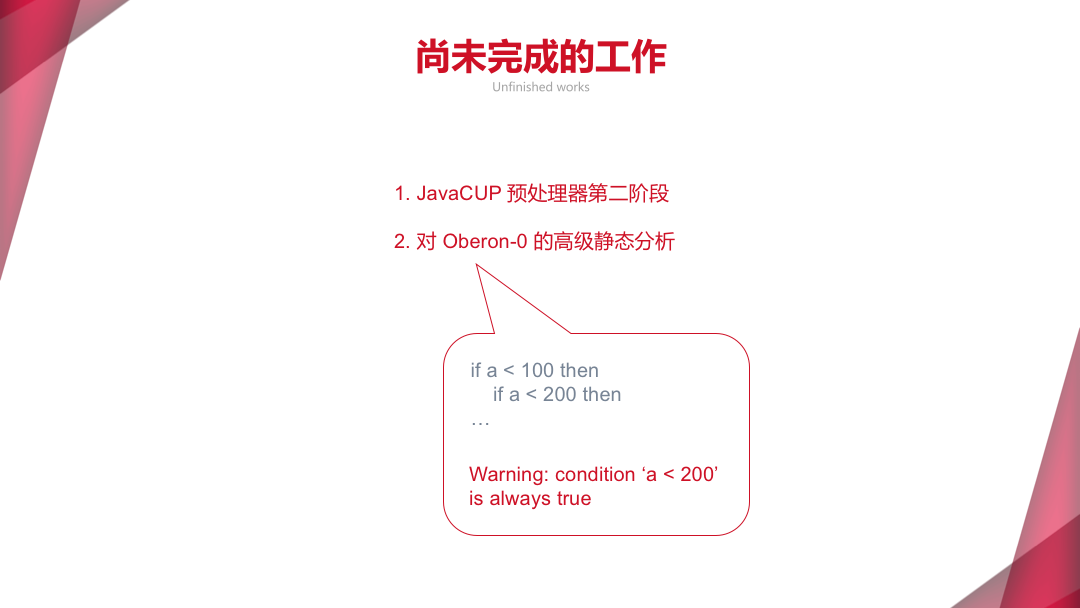 尚未完成的工作
Unfinished works
1. JavaCUP 预处理器第二阶段
2. 对 Oberon-0 的高级静态分析
if a < 100 then
if a < 200 then
…
Warning: condition ‘a < 200’
is always true